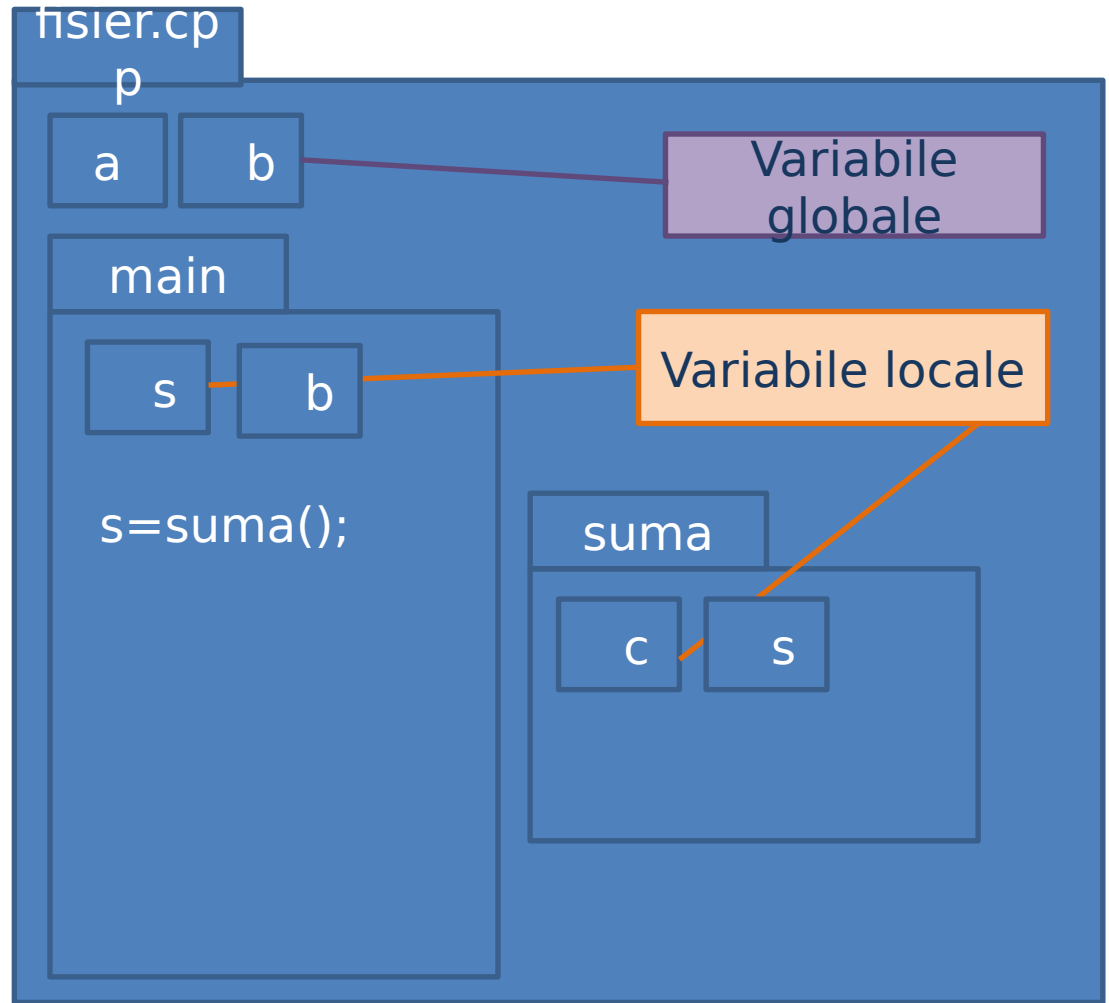 fisier.cp
p
a
b
Variabile
globale
main
s
b
Variabile locale
s=suma();
suma
c
s